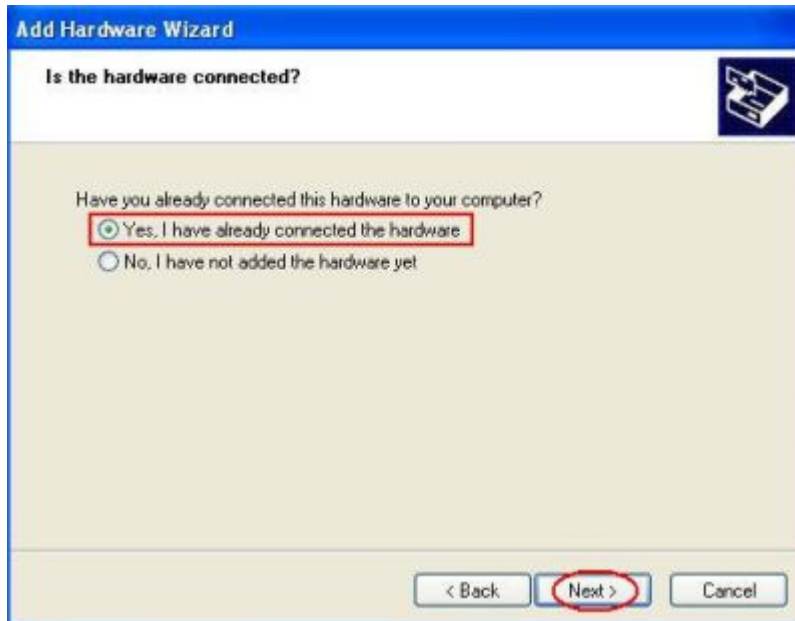 Add Hardware Wizard
Is the hardware connected?
Have you already connected this hardware to your computer?
Yes, I have already connected the hardware
No, I have not added the hardware yet
< Back Next > Cancel